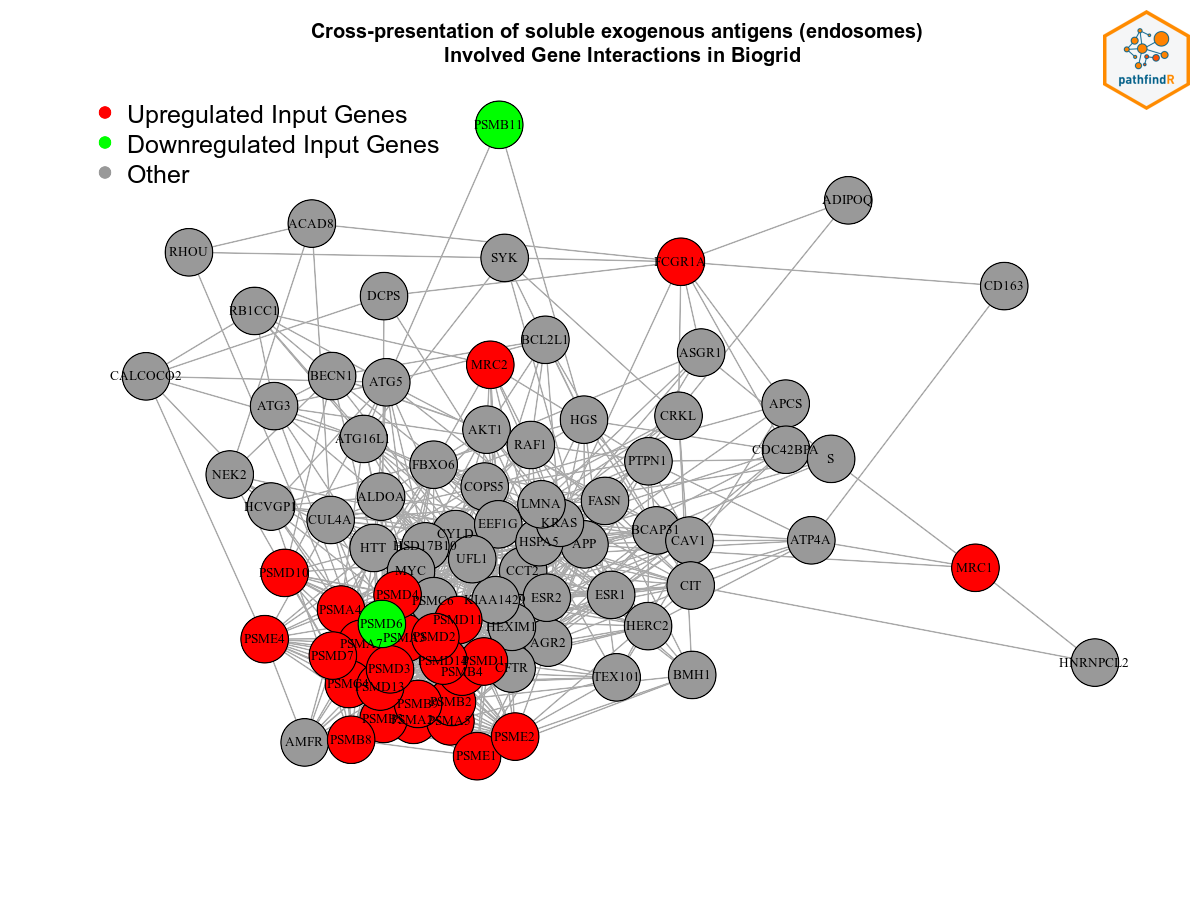 Cross-presentation of soluble exogenous antigens (endosomes)
Involved Gene Interactions in Biogrid
pathfindR
Upregulated Input Genes
Downregulated Input Genes
Other
PSMB11
ADIPOQ
ACAD8
RHOU
SYK
FCGR1A
CD163
DCPS
RB1CC1
BCL2L1
ASGR1
MRC2
CALCOCO2
BECN1
ATG5
ATG3
APCS
HGS
CRKL
ATG16L
AKT1
RAF1
CDC42BPA
S
FBXO6
PTPN1
NEK2
COPS5
ALDOA
HCVGP1
LMNA
FASN
CUL4A
EEF1G
KRAS
CYLD
BCAP31
HTT
HSD17B10
HSPA5
APP
CAV1
ATP4A
UFL1
MYC
CCT2
MRC1
PSMD10
CIT
PSMD4
PSMC6
KIAA1429
ESR2
ESR1
PSMA4
PSMD11
PSMD6
HEXIM1
HERC2
PSME4
PSMA7
PSMD2
AGR2
PSMD7
PSMD14
PSMD1
HNRNPCL2
PSMD3
PSMB4
CFTR
TEX101
BMH1
PSMD13
PSMB2
PSMA5
PSME2
AMFR
PSMB8
PSME1